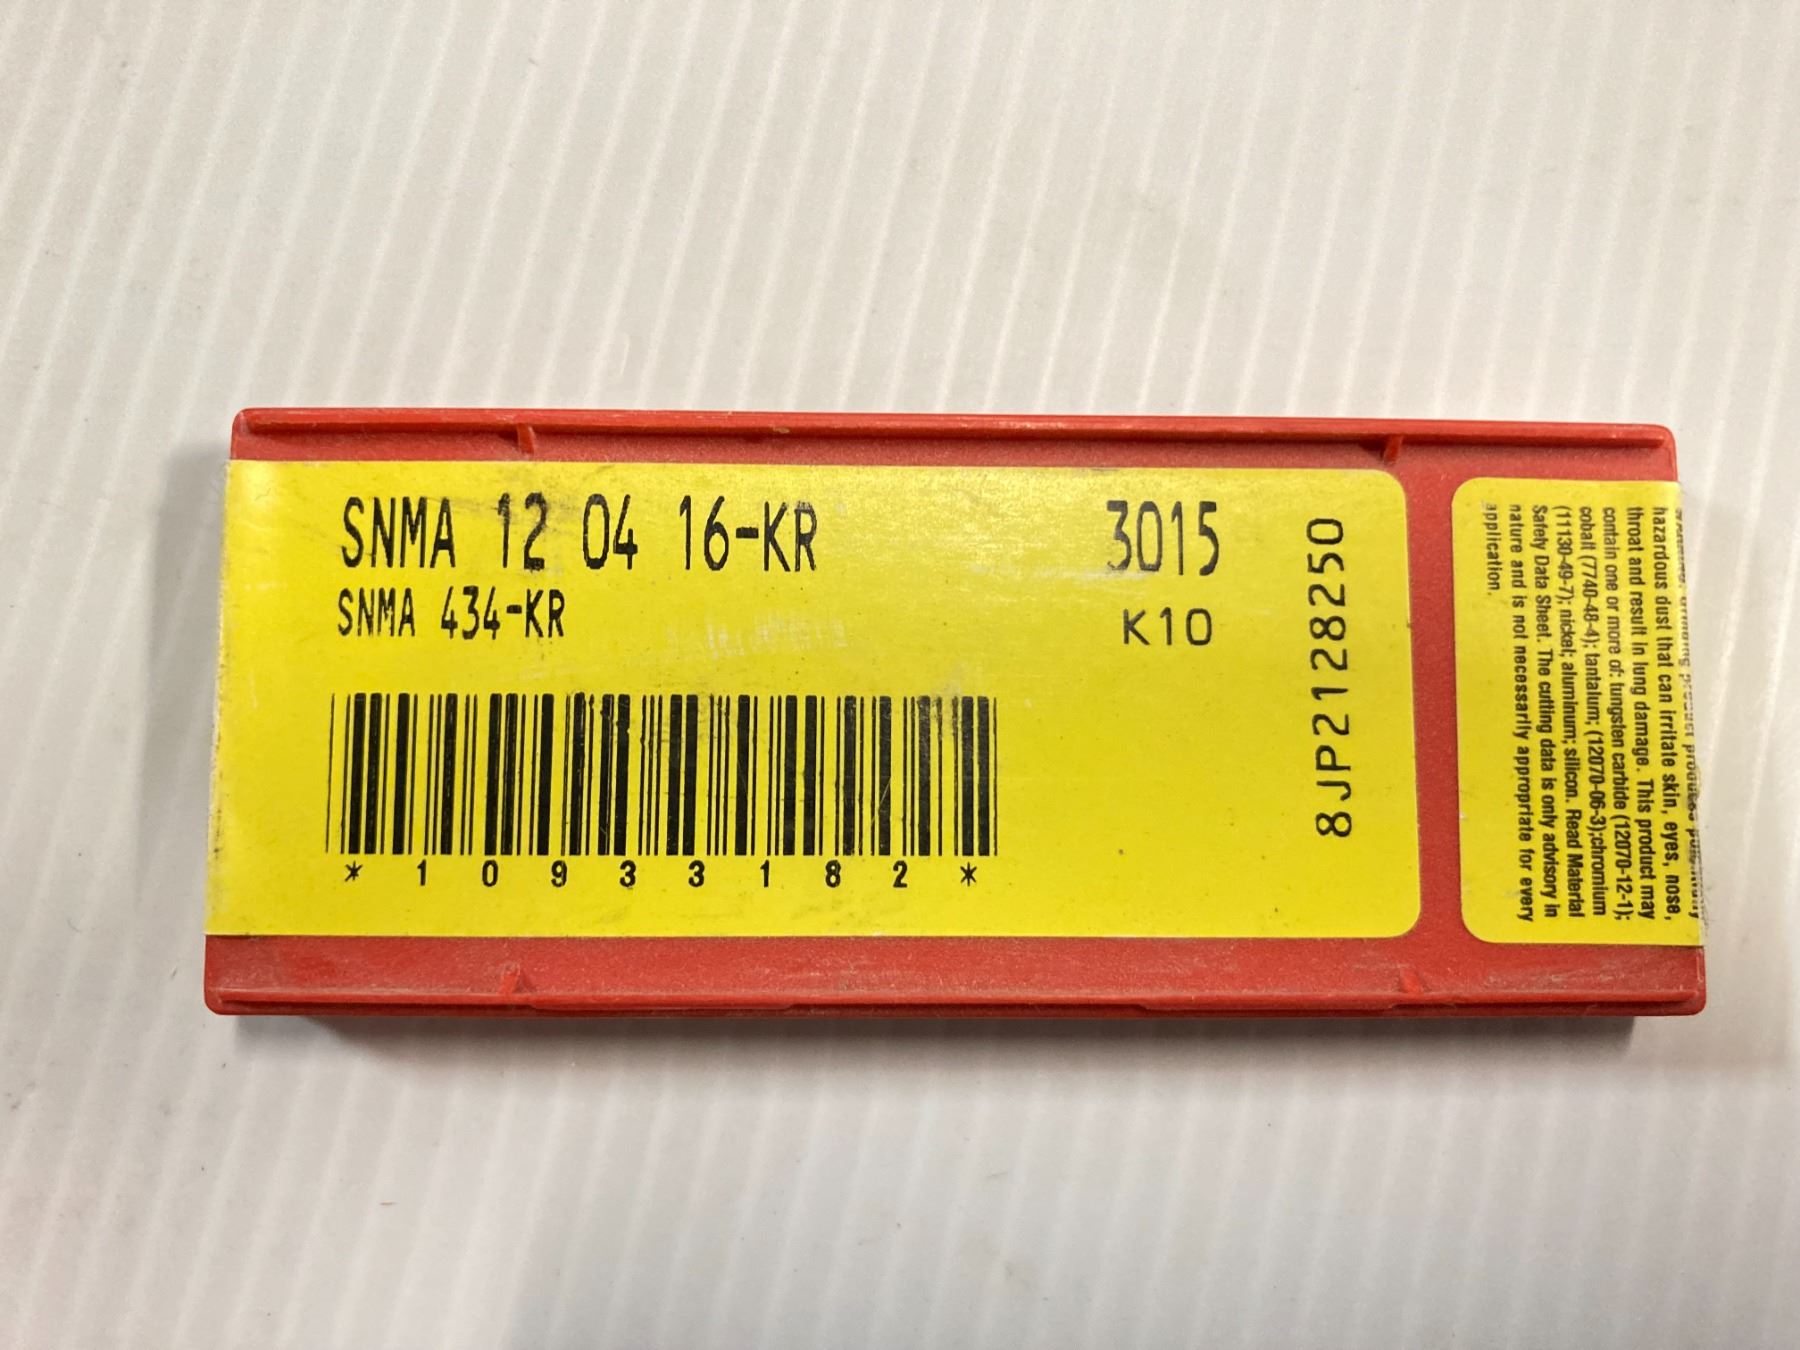 SNMA 12 04 16-KR
3015
SNMA 434-KR
K10
*10933182*
8JP2128250
hazardous dust that can irritate skin, eyes, nose,
throat and result in lung damage. This product may
contain one or more of: tungsten carbide (12070-12-1);
cobalt (7740-48-4); tantalum; (12070-06-3);chromium
(11130-49-7); nickel; aluminum; silicon. Read Material
Safety Data Sheet. The cutting data is only advisory in
nature and is not necessarily appropriate for every
application.